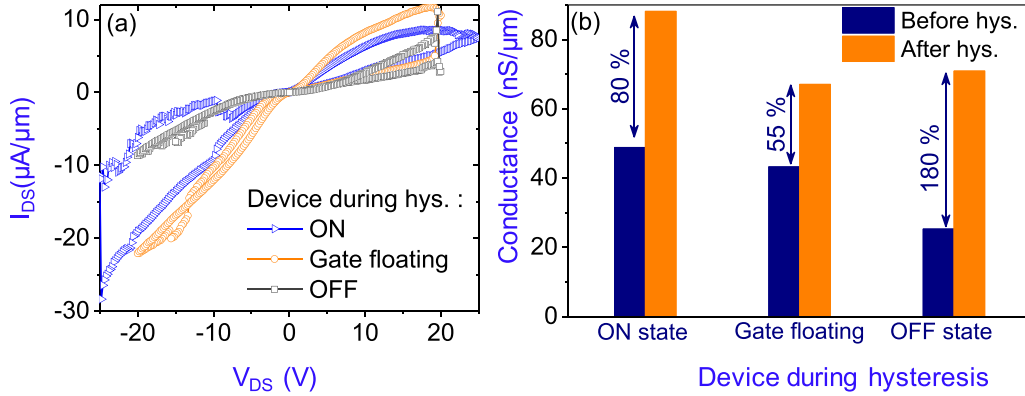 (a)
I_DS(µA/µm)
10
0
-10
-20
-30
Device during hys. :
ON
Gate floating
OFF
-20
-10
0
10
20
V_DS (V)
(b)
Conductance (nS/µm)
80
60
40
20
0
Before hys.
After hys.
80 %
55 %
180 %
ON state
Gate floating
OFF state
Device during hysteresis